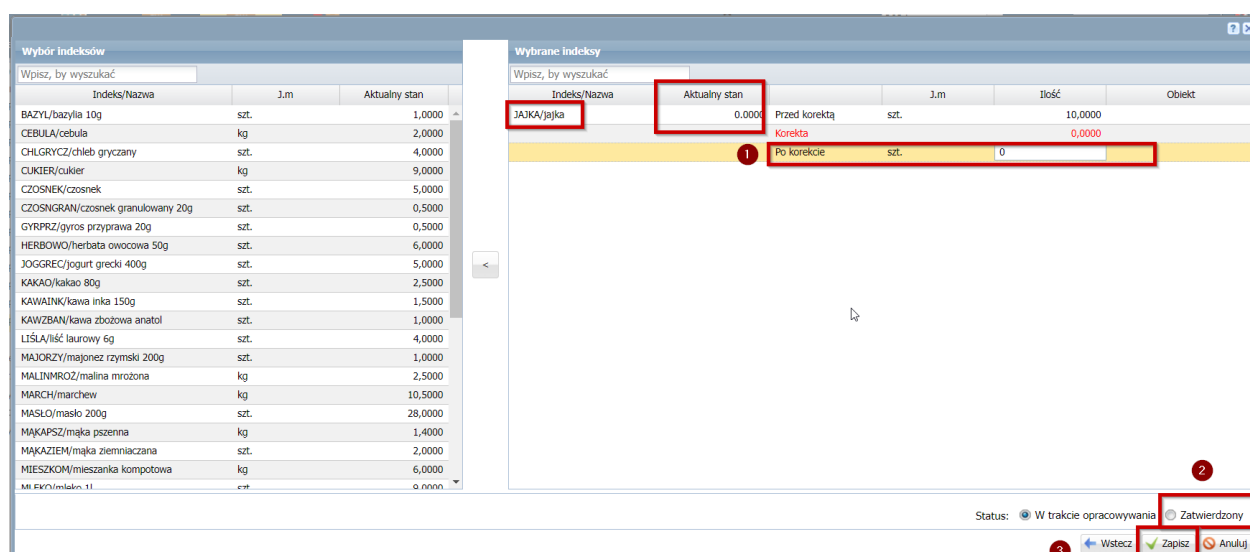 Wybór indeksów
Wybrane indeksy
Wpisz, by wyszukać
Wpisz, by wyszukać
Indeks/Nazwa J.m Aktualny stan
Indeks/Nazwa Aktualny stan J.m Ilość Obiekt
BAZYL/bazylia 10g szt. 1,0000
JAJKA/jajka 0.0000 Przed korektą szt. 10,0000
CEBULA/cebula kg 2,0000
Korekta 0,0000
CHLGRYCZ/chleb gryczany szt. 4,0000
1 Po korekcie szt. 0
CUKIER/cukier kg 9,0000
CZOSNEK/czosnek szt. 5,0000
CZOSNGRAN/czosnek granulowany 20g szt. 0,5000
GYRPRZ/gyros przyprawa 20g szt. 0,5000
HERBOWO/herbata owocowa 50g szt. 6,0000
JOGGREC/jogurt grecki 400g szt. 5,0000
<
KAKAO/kakao 80g szt. 2,5000
KAWAINK/kawa inka 150g szt. 1,5000
KAWZBAN/kawa zbożowa anatol szt. 1,0000
LIŚLA/liść laurowy 6g szt. 4,0000
MAJORZY/majonez rzymski 200g szt. 1,0000
MALINMROŻ/malina mrożona kg 2,5000
MARCH/marchew kg 10,5000
MASŁO/masło 200g szt. 28,0000
MĄKAPSZ/mąka pszenna kg 1,4000
MĄKAZIEM/mąka ziemniaczana szt. 2,0000
MIESZKOM/mieszanka kompotowa kg 6,0000
MLEKO/mleko 1l szt. 9,0000
2
Status: W trakcie opracowywania Zatwierdzony
3 Wstecz Zapisz Anuluj